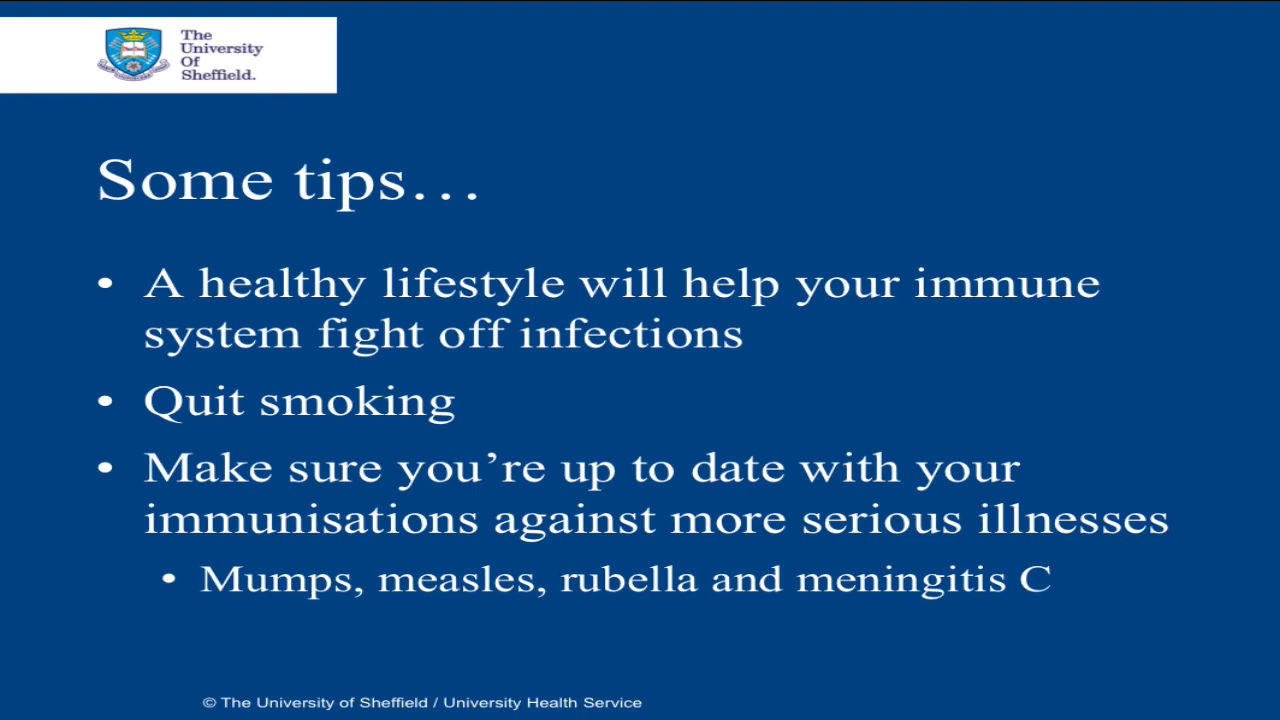 The
University
Of
Sheffield.
Some tips…
• A healthy lifestyle will help your immune
system fight off infections
• Quit smoking
• Make sure you’re up to date with your
immunisations against more serious illnesses
• Mumps, measles, rubella and meningitis C
© The University of Sheffield / University Health Service